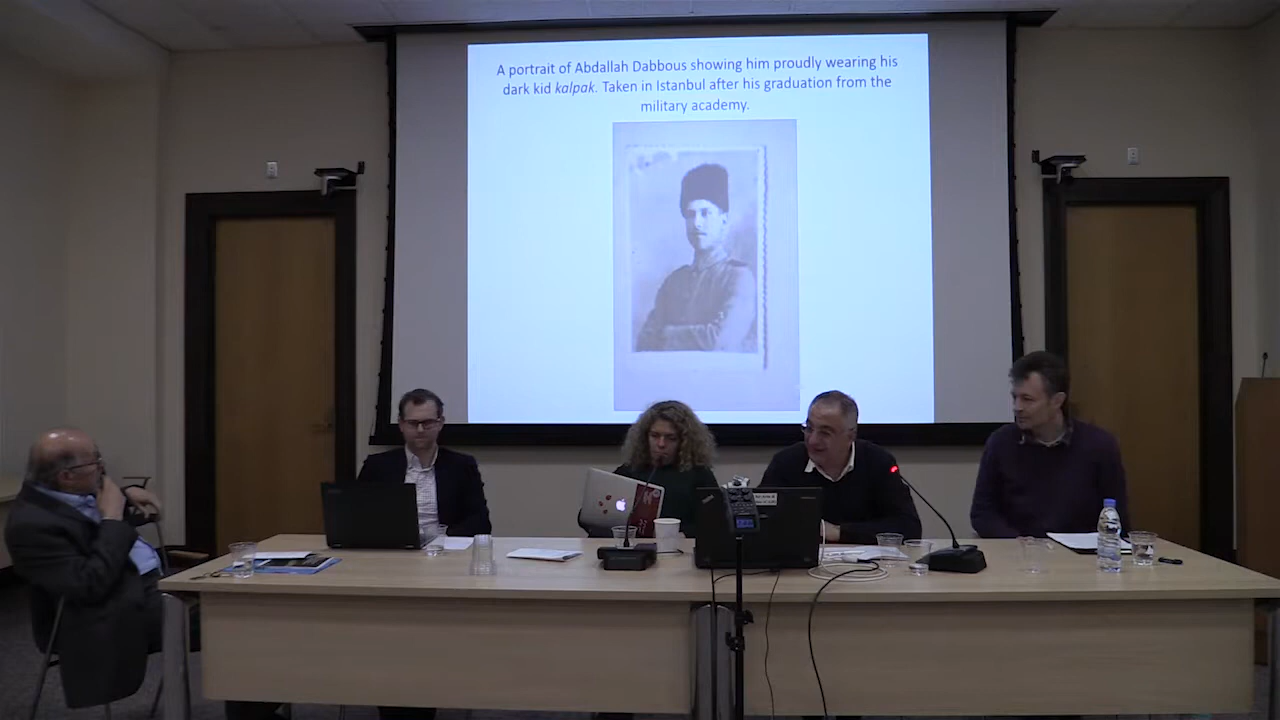 A portrait of Abdallah Dabbous showing him proudly wearing his
dark kid kalpak. Taken in Istanbul after his graduation from the
military academy.